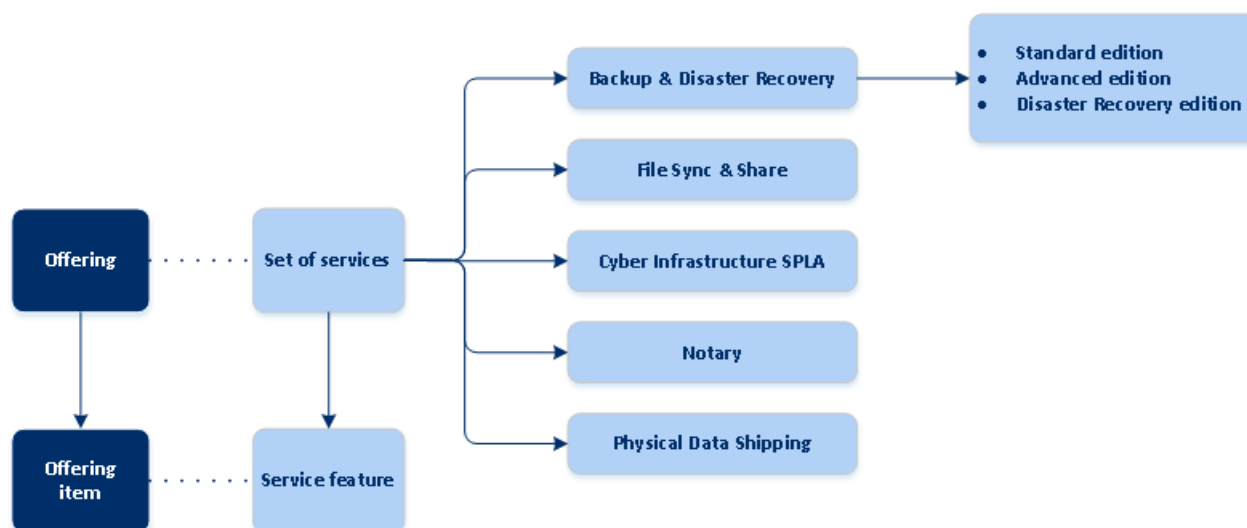 Backup & Disaster Recovery
• Standard edition
• Advanced edition
• Disaster Recovery edition
File Sync & Share
Offering
Set of services
Cyber Infrastructure SPLA
Notary
Physical Data Shipping
Offering
item
Service feature